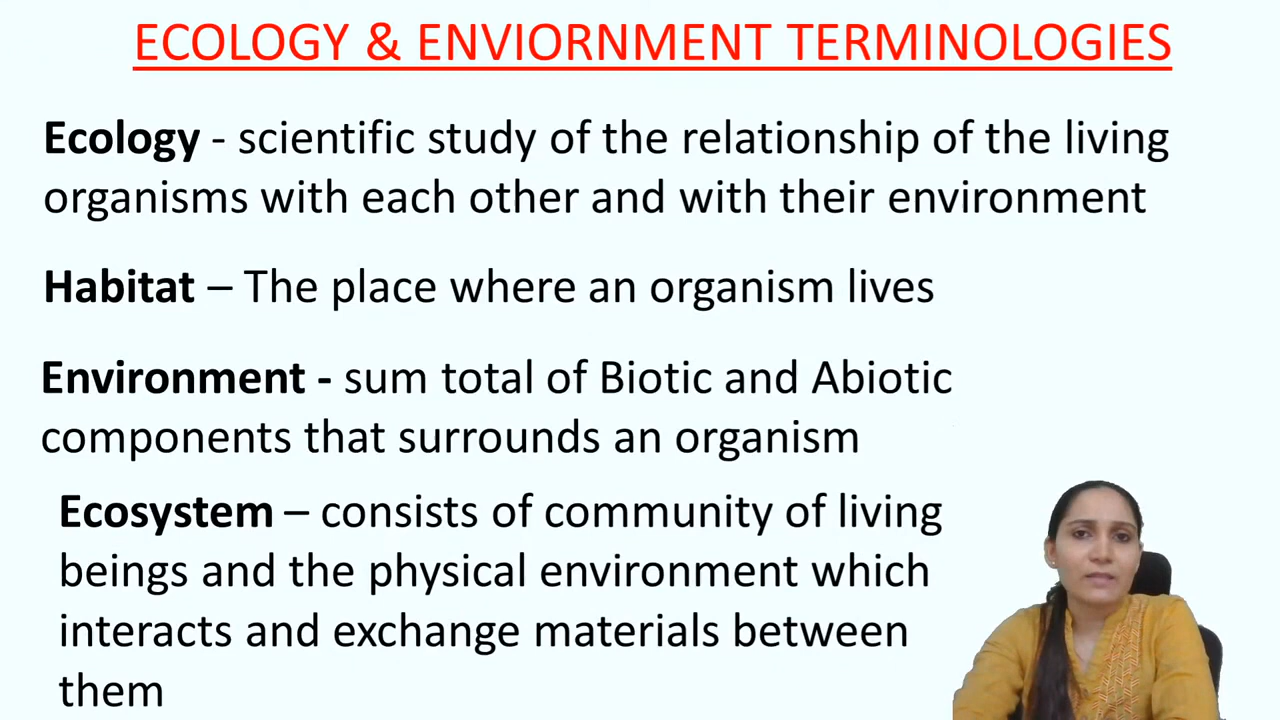 ECOLOGY & ENVIORNMENT TERMINOLOGIES
Ecology - scientific study of the relationship of the living
organisms with each other and with their environment
Habitat – The place where an organism lives
Environment - sum total of Biotic and Abiotic
components that surrounds an organism
Ecosystem – consists of community of living
beings and the physical environment which
interacts and exchange materials between
them